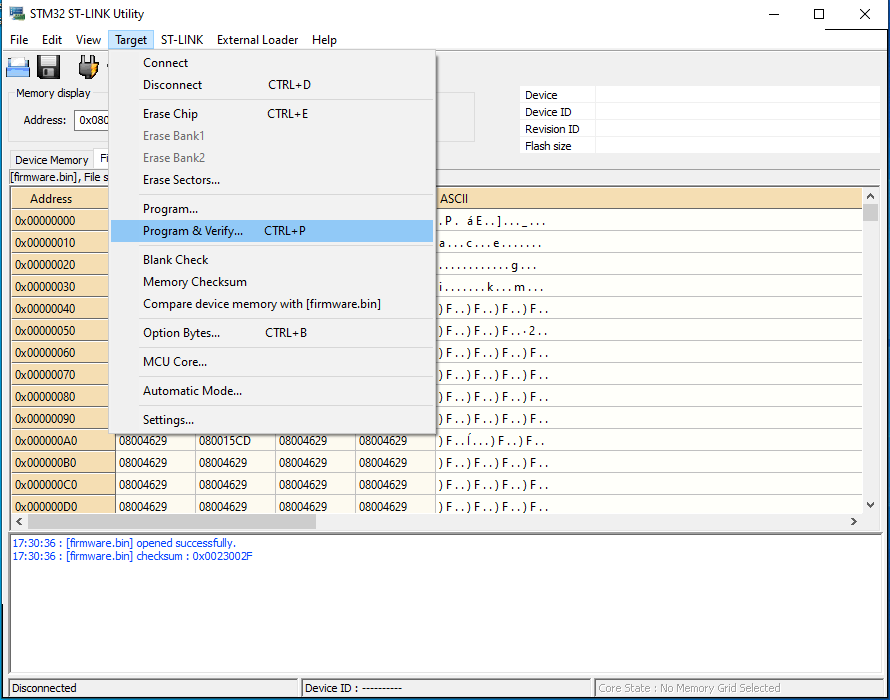 STM32 ST-LINK Utility
File Edit View Target ST-LINK External Loader Help
Memory display
Address: 0x080
Device
Device ID
Revision ID
Flash size
Connect
Disconnect CTRL+D
Erase Chip CTRL+E
Erase Bank1
Erase Bank2
Erase Sectors...
Program...
Program & Verify... CTRL+P
Blank Check
Memory Checksum
Compare device memory with [firmware.bin]
Option Bytes... CTRL+B
MCU Core...
Automatic Mode...
Settings...
Device Memory Fi
[firmware.bin], File s
Address ASCII
0x00000000 .P. áE..]..._...
0x00000010 a...c...e.......
0x00000020 ............g...
0x00000030 i.......k...m...
0x00000040 )F..)F..)F..)F..
0x00000050 )F..)F..)F..·2..
0x00000060 )F..)F..)F..)F..
0x00000070 )F..)F..)F..)F..
0x00000080 )F..)F..)F..)F..
0x00000090 )F..)F..)F..)F..
0x000000A0 08004629 080015CD 08004629 08004629 )F..Í...)F..)F..
0x000000B0 08004629 08004629 08004629 08004629 )F..)F..)F..)F..
0x000000C0 08004629 08004629 08004629 08004629 )F..)F..)F..)F..
0x000000D0 08004629 08004629 08004629 08004629 )F..)F..)F..)F..
17:30:36 : [firmware.bin] opened successfully.
17:30:36 : [firmware.bin] checksum : 0x0023002F
Disconnected Device ID : ---------- Core State : No Memory Grid Selected